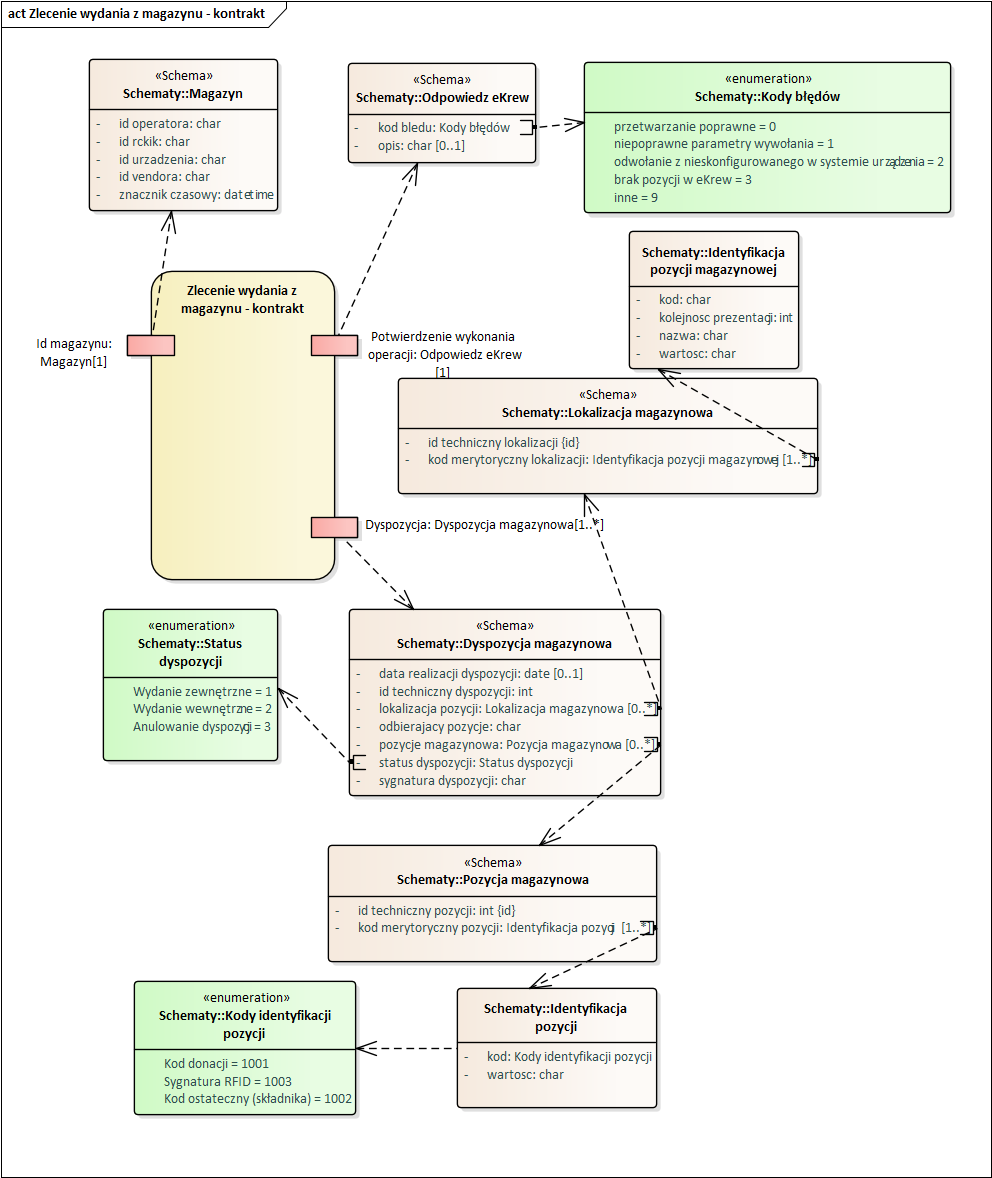 act Zlecenie wydania z magazynu - kontrakt
«Schema»
Schematy::Magazyn
- id operatora: char
- id rckik: char
- id urzadzenia: char
- id vendora: char
- znacznik czasowy: datetime
«Schema»
Schematy::Odpowiedz eKrew
- kod bledu: Kody błędów
- opis: char [0..1]
«enumeration»
Schematy::Kody błędów
przetwarzanie poprawne = 0
niepoprawne parametry wywołania = 1
odwołanie z nieskonfigurowanego w systemie urządzenia = 2
brak pozycji w eKrew = 3
inne = 9
Schematy::Identyfikacja
pozycji magazynowej
- kod: char
- kolejnosc prezentacji: int
- nazwa: char
- wartosc: char
Zlecenie wydania z
magazynu - kontrakt
Id magazynu:
Magazyn[1]
Potwierdzenie wykonania
operacji: Odpowiedz eKrew
[1]
«Schema»
Schematy::Lokalizacja magazynowa
- id techniczny lokalizacji {id}
- kod merytoryczny lokalizacji: Identyfikacja pozycji magazynowej [1..*]
Dyspozycja: Dyspozycja magazynowa[1..*]
«enumeration»
Schematy::Status
dyspozycji
Wydanie zewnętrzne = 1
Wydanie wewnętrzne = 2
Anulowanie dyspozycji = 3
«Schema»
Schematy::Dyspozycja magazynowa
- data realizacji dyspozycji: date [0..1]
- id techniczny dyspozycji: int
- lokalizacja pozycji: Lokalizacja magazynowa [0..*]
- odbierajacy pozycje: char
- pozycje magazynowa: Pozycja magazynowa [0..*]
- status dyspozycji: Status dyspozycji
- sygnatura dyspozycji: char
«Schema»
Schematy::Pozycja magazynowa
- id techniczny pozycji: int {id}
- kod merytoryczny pozycji: Identyfikacja pozycji [1..*]
«enumeration»
Schematy::Kody identyfikacji
pozycji
Kod donacji = 1001
Sygnatura RFID = 1003
Kod ostateczny (składnika) = 1002
Schematy::Identyfikacja
pozycji
- kod: Kody identyfikacji pozycji
- wartosc: char